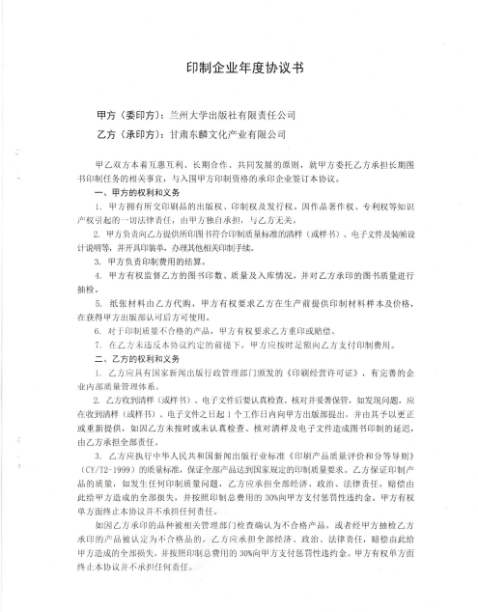 印制企业年度协议书
甲方（委印方）：兰州大学出版社有限责任公司
乙方（承印方）：甘肃东麟文化产业有限公司
甲乙双方本着互惠互利、长期合作、共同发展的原则，就甲方委托乙方承担长期图
书印制任务的相关事宜，与入围甲方印制资格的承印企业签订本协议。
一、甲方的权利和义务
1. 甲方拥有所交印刷品的出版权、印制权及发行权。因作品著作权、专利权等知识
产权引起的一切法律责任，由甲方独自承担，与乙方无关。
2. 甲方负责向乙方提供所印图书符合印制质量标准的清样（或样书）、电子文件及装帧设
计说明等，并开具印装单，办理其他相关印制手续。
3. 甲方负责印制费用的结算。
4. 甲方有权监督乙方的图书印数、质量及入库情况，并对乙方承印的图书质量进行
抽检。
5. 纸张材料由乙方代购，甲方有权要求乙方在生产前提供印制材料样本及价格，
在获得甲方出版部认可后方可使用。
6. 对于印制质量不合格的产品，甲方有权要求乙方重印或赔偿。
7. 在乙方未违反本协议约定的前提下，甲方应按时足额向乙方支付印制费用。
二、乙方的权利和义务
1. 乙方应具有国家新闻出版行政管理部门颁发的《印刷经营许可证》，有完善的企
业内部质量管理体系。
2. 乙方收到清样（或样书）、电子文件后要认真检查、核对并妥善保管，如发现问题，应
在收到清样（或样书）、电子文件之日起 1 个工作日内向甲方出版部提出，并由其予以更正
或重新提供，如因乙方未按时或未认真检查、核对清样及电子文件造成图书印制的延迟，
由乙方承担全部责任。
3. 乙方应执行中华人民共和国新闻出版行业标准《印刷产品质量评价和分等导则》
（CY/T2-1999）的质量标准，保证全部产品达到国家规定的印制质量要求。乙方保证印制产
品的质量，如发生任何印制质量问题，乙方应承担全部经济、政治、法律责任，赔偿由
此给甲方造成的全部损失，并按照印制总费用的 30%向甲方支付惩罚性违约金。甲方有权
单方面终止本协议并不承担任何责任。
如因乙方承印的品种被相关管理部门检查确认为不合格产品，或者经甲方抽检乙方
承印的产品被认定为不合格品的，乙方应承担全部经济、政治、法律责任，赔偿由此给
甲方造成的全部损失，并按照印制总费用的 30%向甲方支付惩罚性违约金。甲方有权单方面
终止本协议并不承担任何责任。